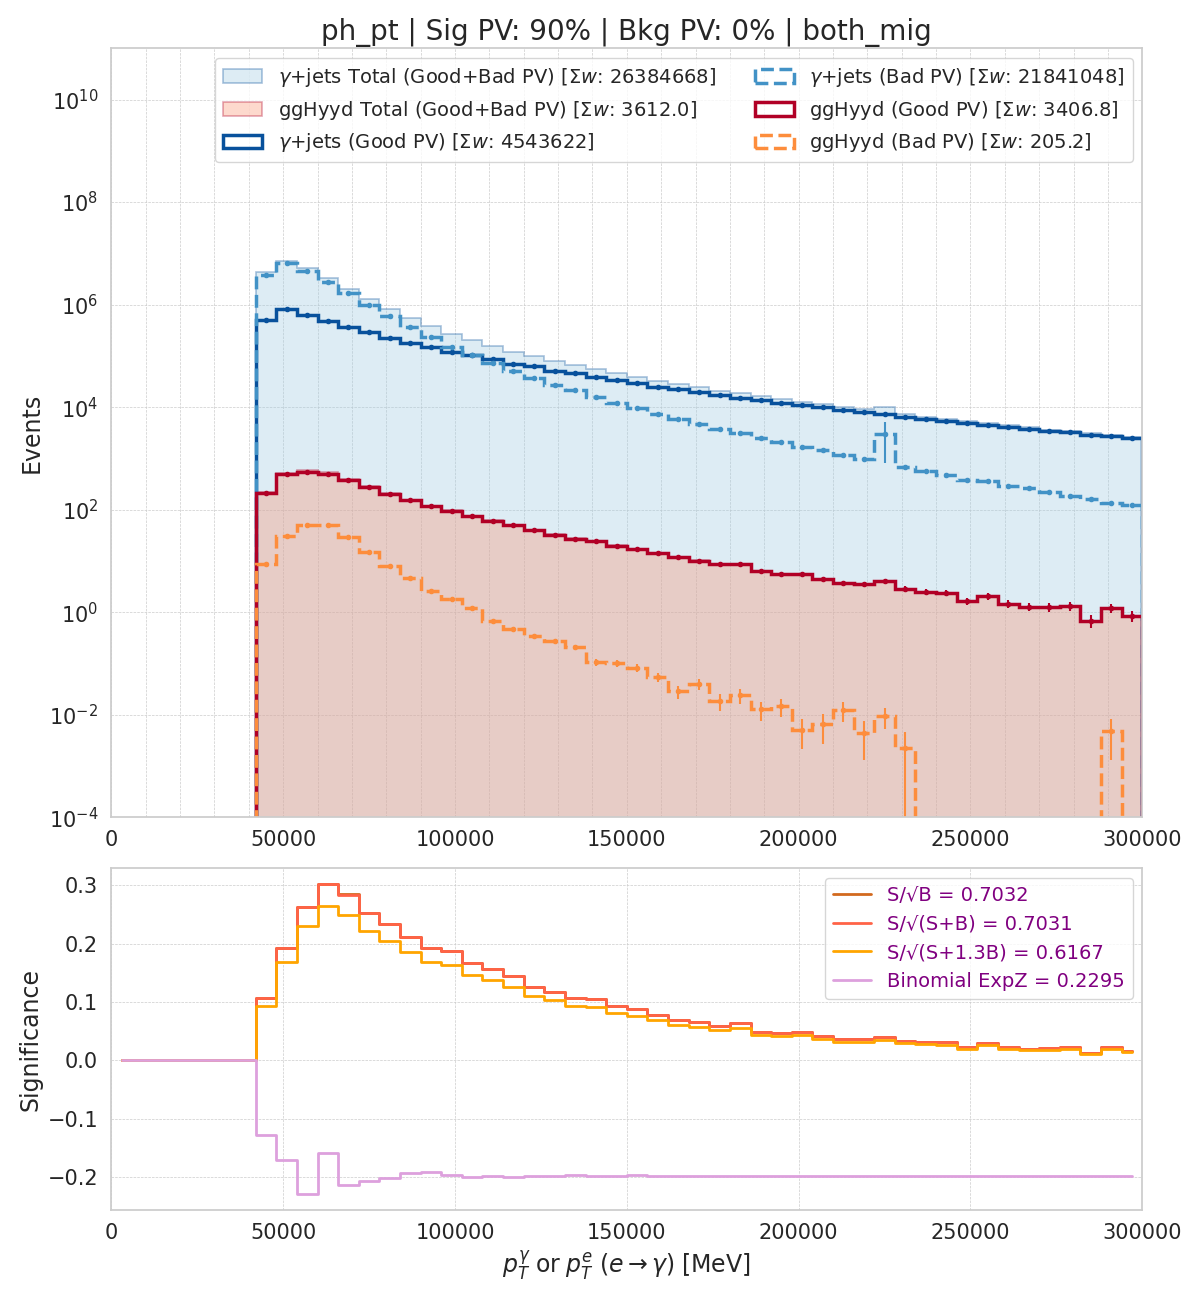 ph_pt | Sig PV: 90% | Bkg PV: 0% | both_mig
γ+jets Total (Good+Bad PV) [Σw: 26384668]
ggHyyd Total (Good+Bad PV) [Σw: 3612.0]
γ+jets (Good PV) [Σw: 4543622]
γ+jets (Bad PV) [Σw: 21841048]
ggHyyd (Good PV) [Σw: 3406.8]
ggHyyd (Bad PV) [Σw: 205.2]
Events
10^10
10^8
10^6
10^4
10^2
10^0
10^−2
10^−4
0 50000 100000 150000 200000 250000 300000
S/√B = 0.7032
S/√(S+B) = 0.7031
S/√(S+1.3B) = 0.6167
Binomial ExpZ = 0.2295
Significance
0.3
0.2
0.1
0.0
−0.1
−0.2
0 50000 100000 150000 200000 250000 300000
p_T^γ or p_T^e (e→γ) [MeV]